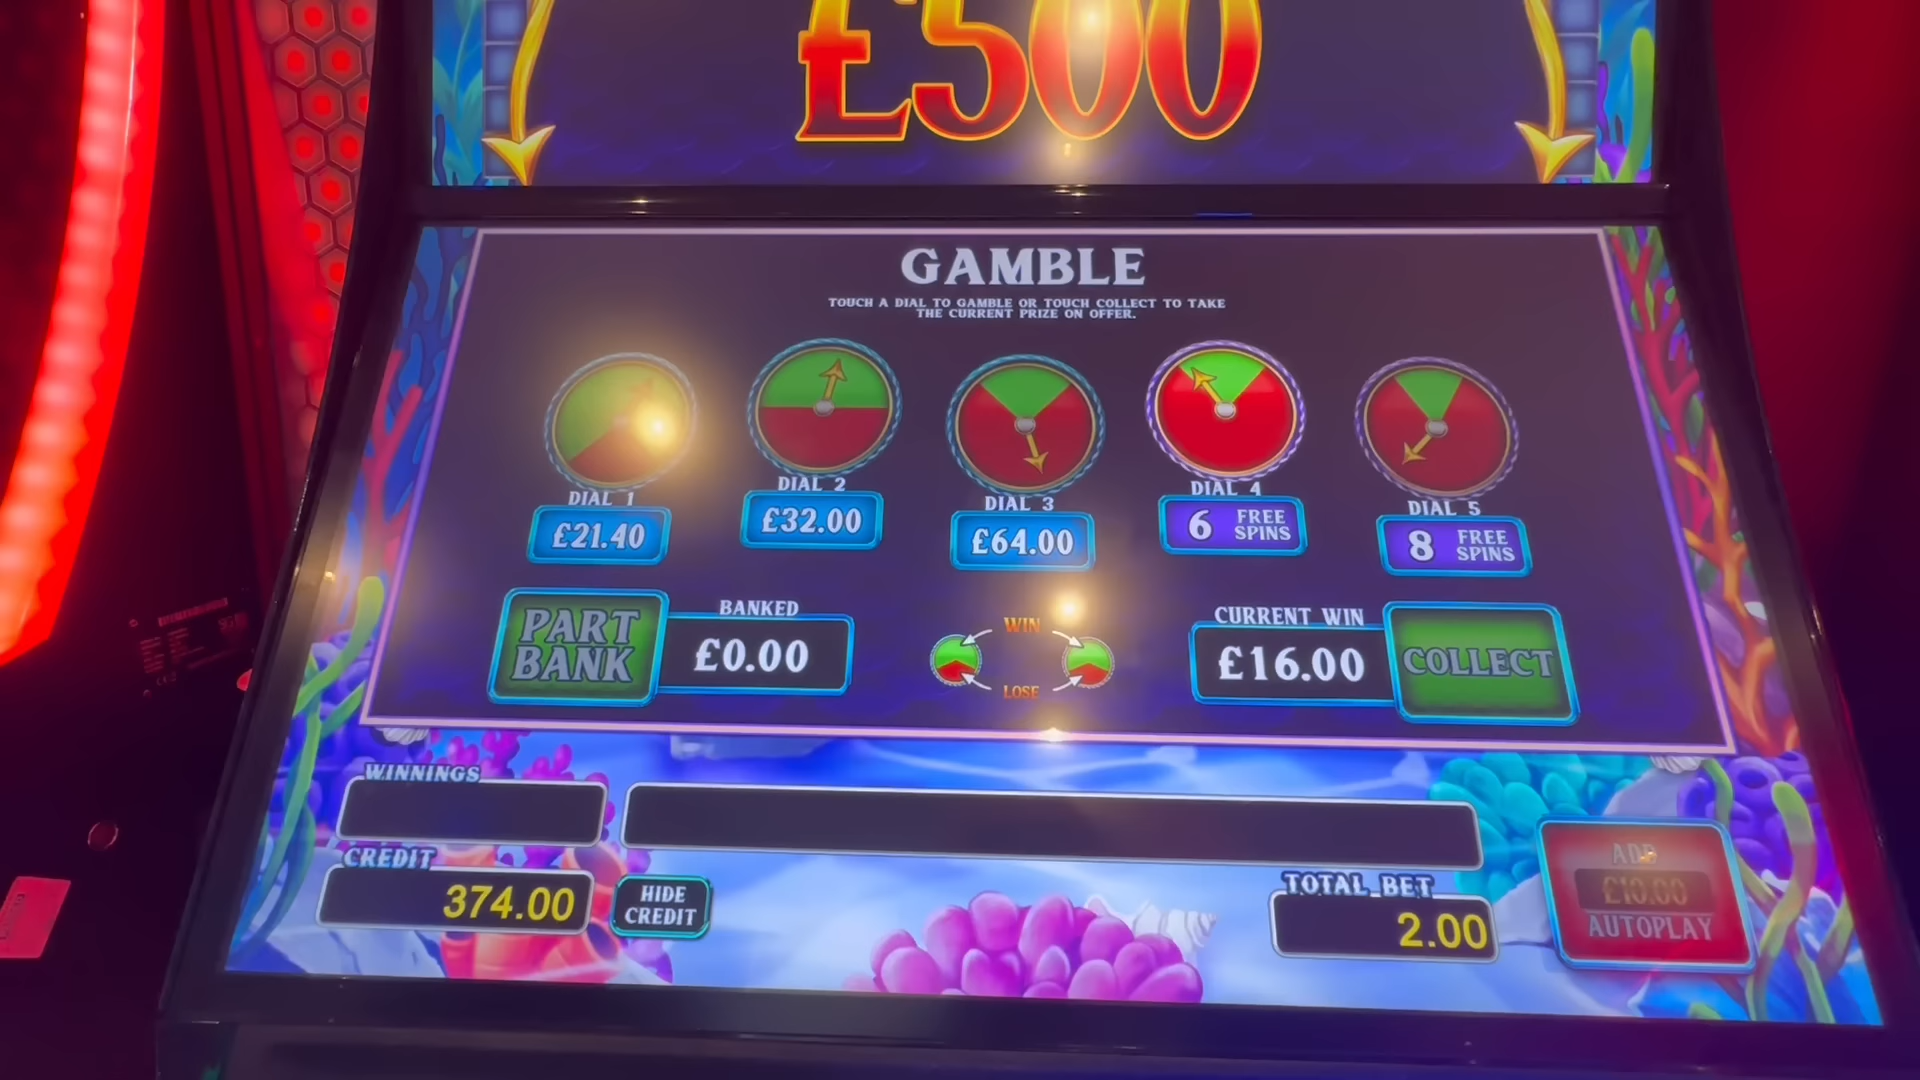 £500
GAMBLE
TOUCH A DIAL TO GAMBLE OR TOUCH COLLECT TO TAKE
THE CURRENT PRIZE ON OFFER.
DIAL 1
£21.40
DIAL 2
£32.00
DIAL 3
£64.00
DIAL 4
6 FREE
SPINS
DIAL 5
8 FREE
SPINS
PART
BANK
BANKED
£0.00
WIN
LOSE
CURRENT WIN
£16.00
COLLECT
WINNINGS
CREDIT
374.00
HIDE
CREDIT
TOTAL BET
2.00
ADD
£10.00
AUTOPLAY